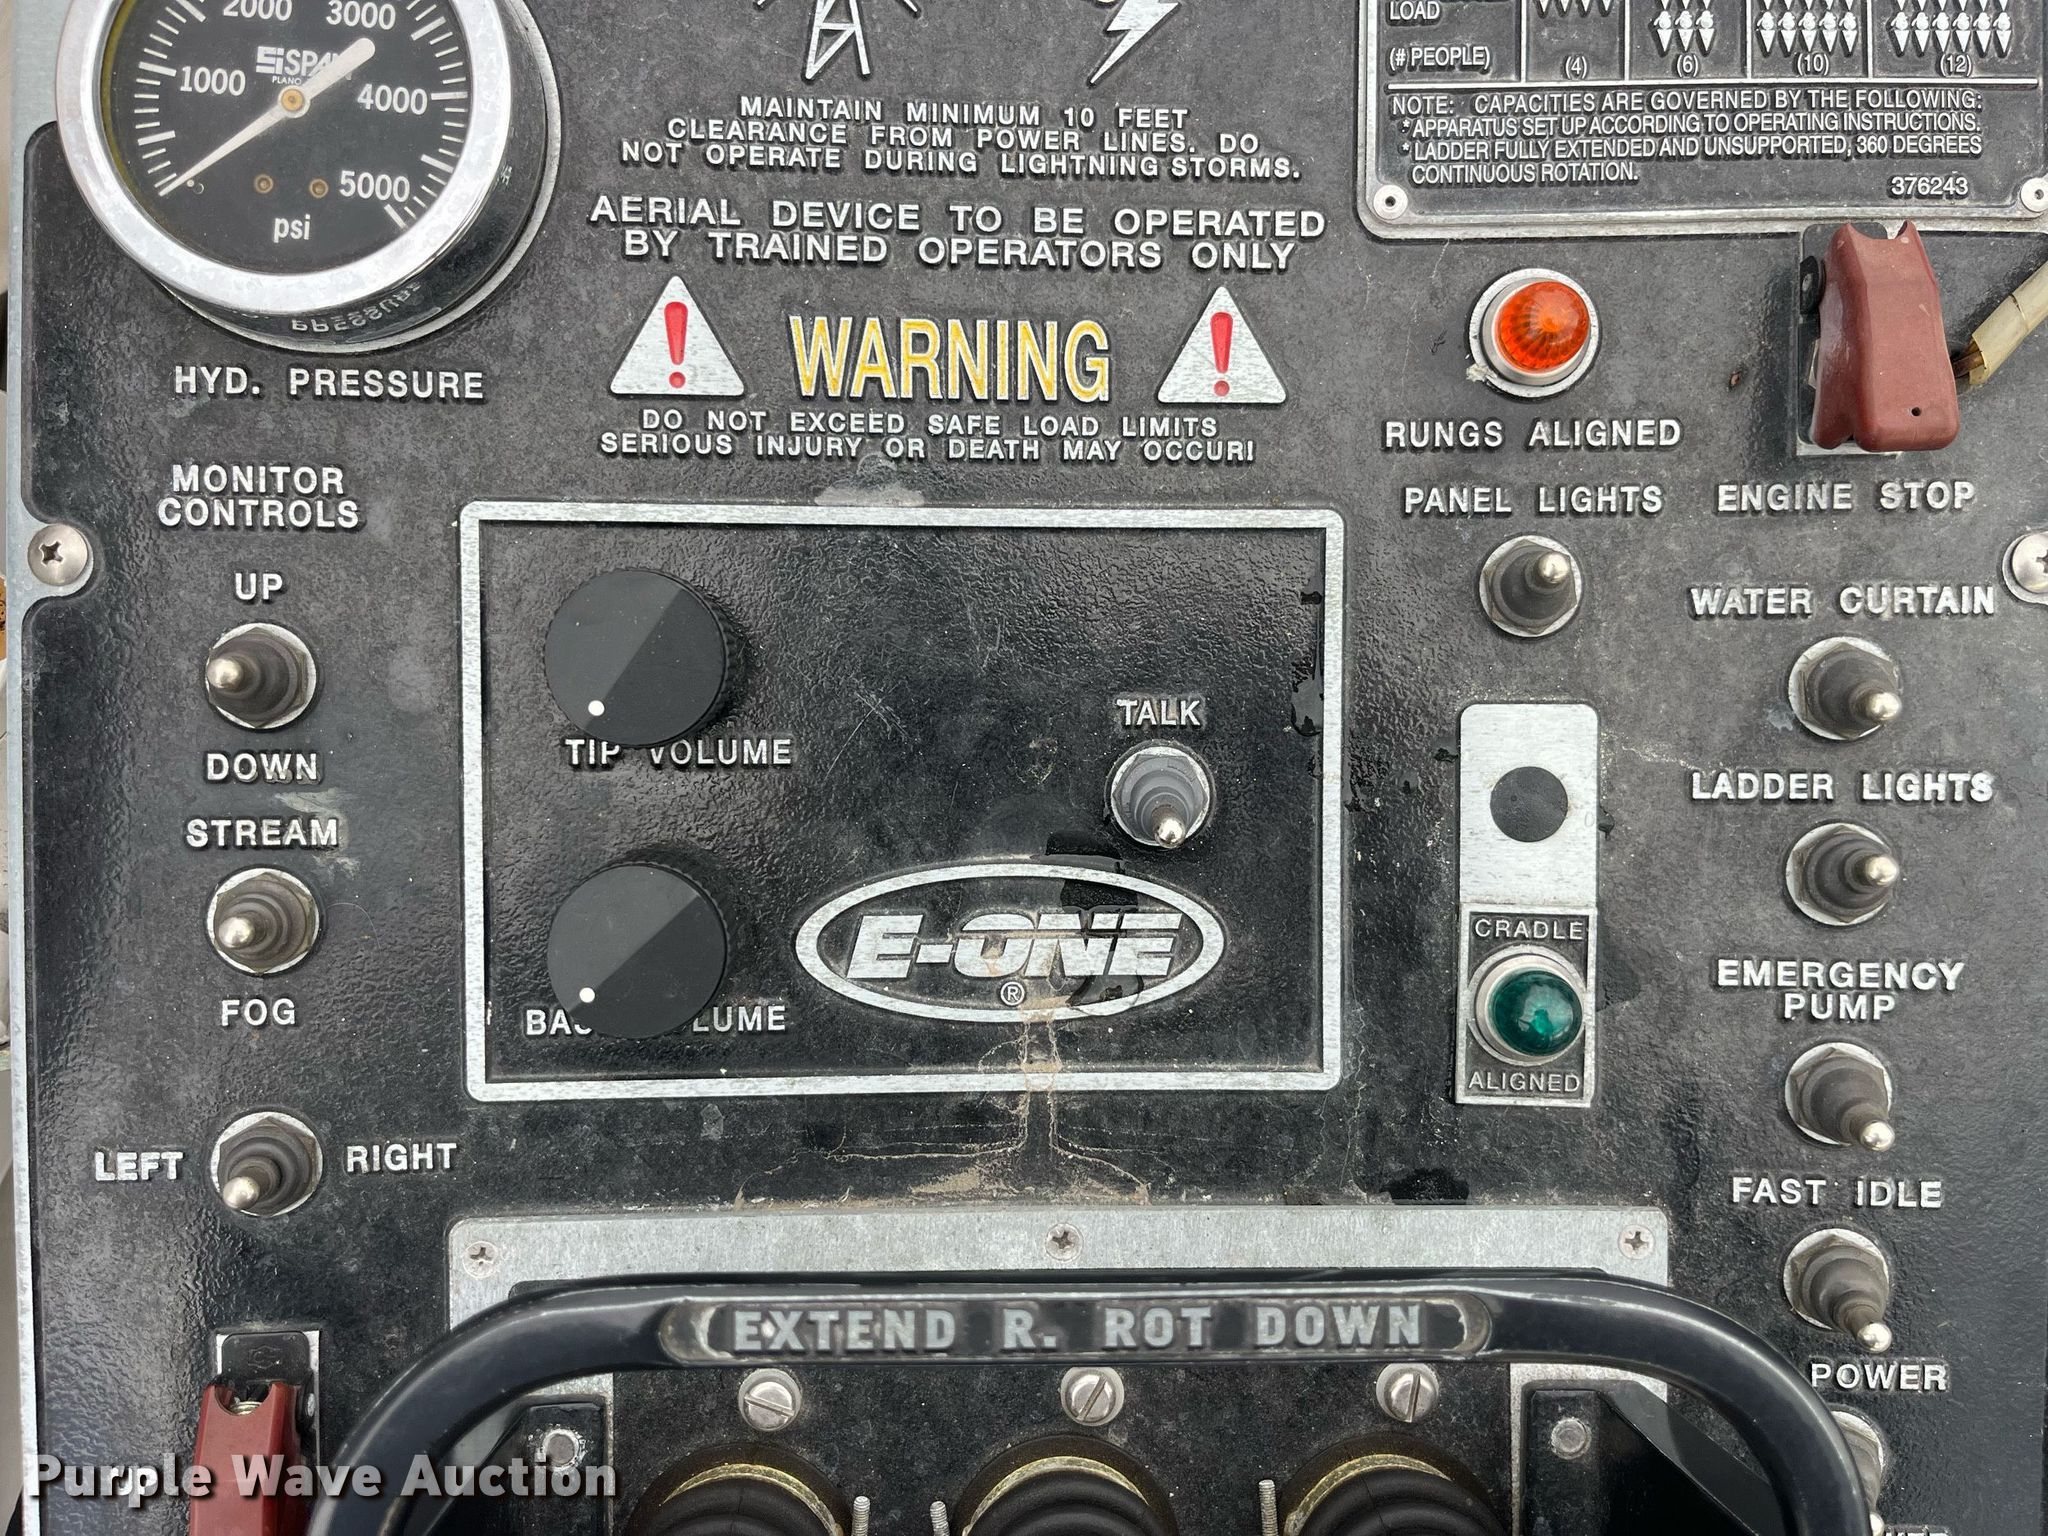 2000
3000
1000
4000
5000
SPAN
PLANO
psi
HYD. PRESSURE
MAINTAIN MINIMUM 10 FEET
CLEARANCE FROM POWER LINES. DO
NOT OPERATE DURING LIGHTNING STORMS.
AERIAL DEVICE TO BE OPERATED
BY TRAINED OPERATORS ONLY
WARNING
DO NOT EXCEED SAFE LOAD LIMITS
SERIOUS INJURY OR DEATH MAY OCCUR!
LOAD
(# PEOPLE)
(4)
(6)
(10)
(12)
NOTE: CAPACITIES ARE GOVERNED BY THE FOLLOWING:
* APPARATUS SET UP ACCORDING TO OPERATING INSTRUCTIONS.
* LADDER FULLY EXTENDED AND UNSUPPORTED, 360 DEGREES
CONTINUOUS ROTATION.
376243
RUNGS ALIGNED
PANEL LIGHTS
ENGINE STOP
MONITOR
CONTROLS
UP
DOWN
STREAM
FOG
LEFT
RIGHT
TIP VOLUME
TALK
VOLUME
E-ONE
®
WATER CURTAIN
LADDER LIGHTS
EMERGENCY
PUMP
FAST IDLE
POWER
CRADLE
ALIGNED
EXTEND R. ROT DOWN
Purple Wave Auction